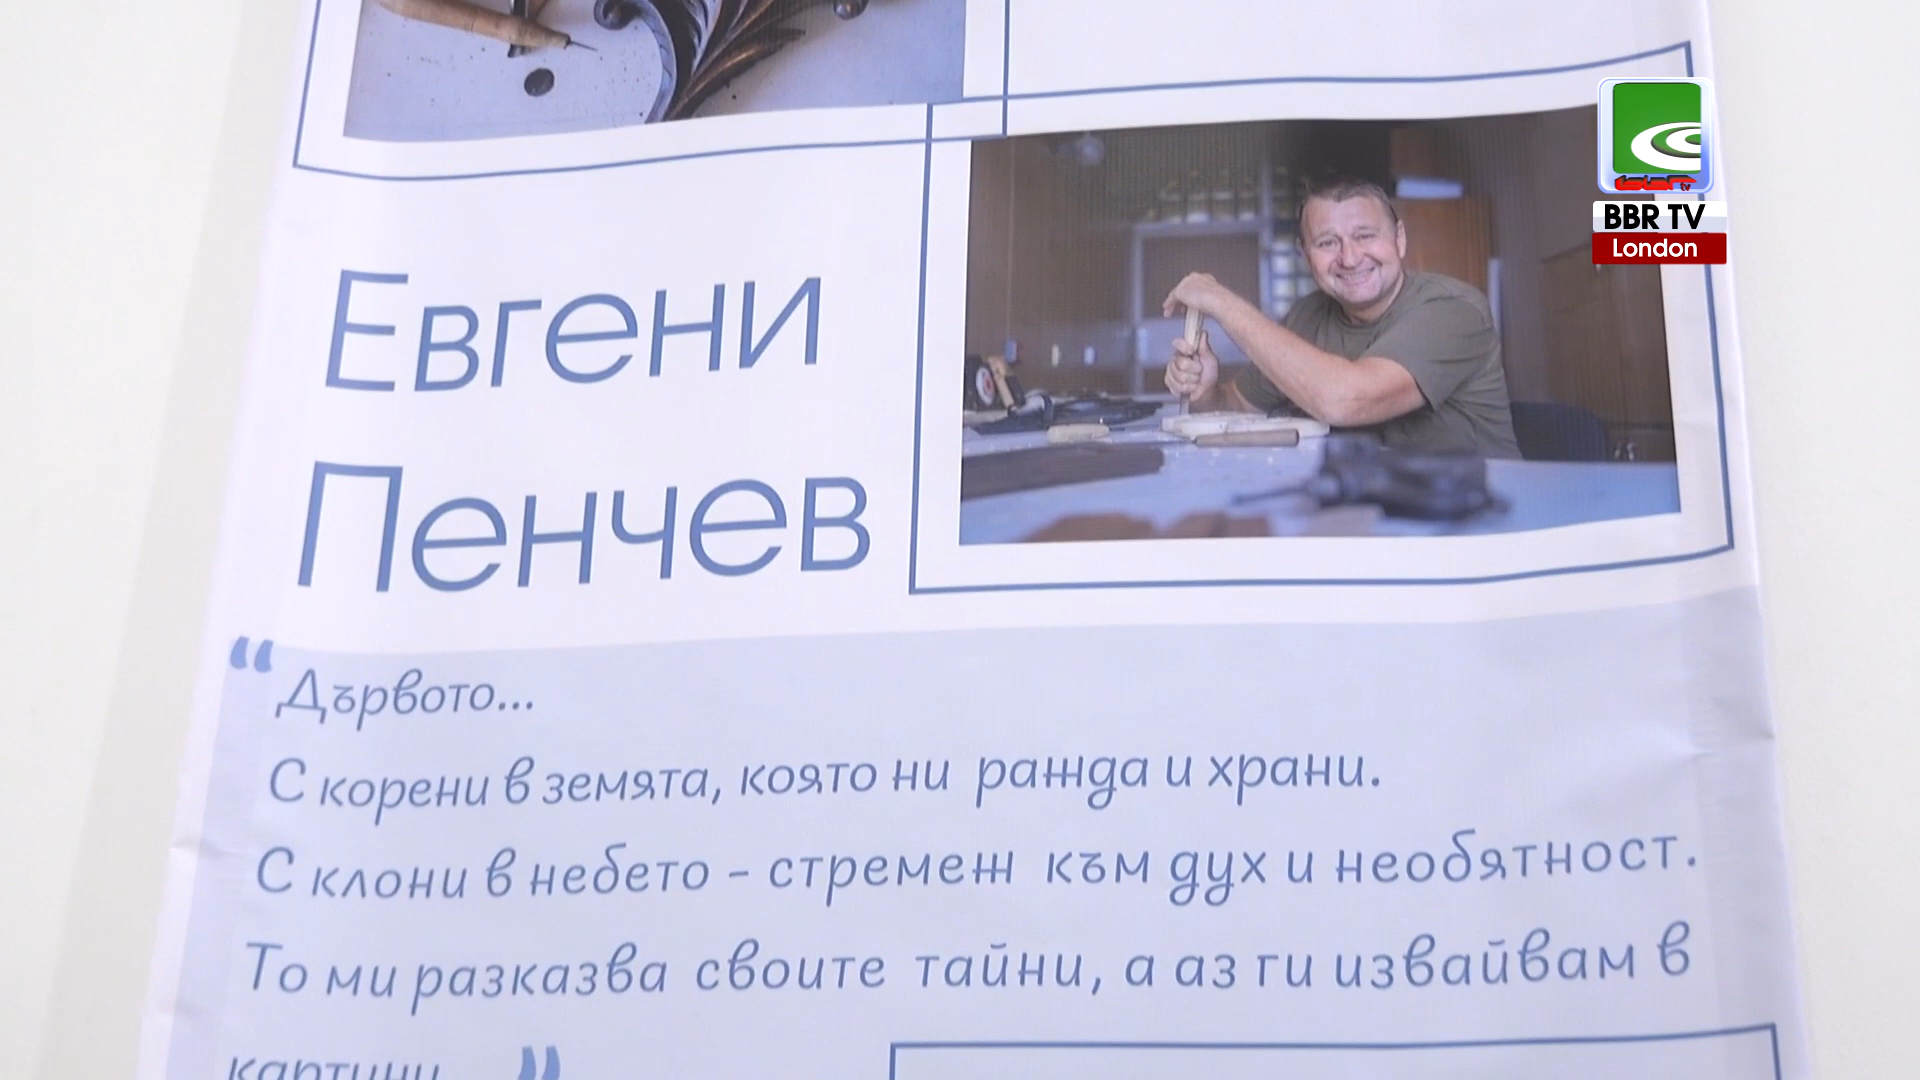 BBR TV
London
Евгени
Пенчев
“Дървото...
С корени в земята, която ни ражда и храни.
С клони в небето - стремеж към дух и необятност.
То ми разказва своите тайни, а аз ги извайвам в
картини ”